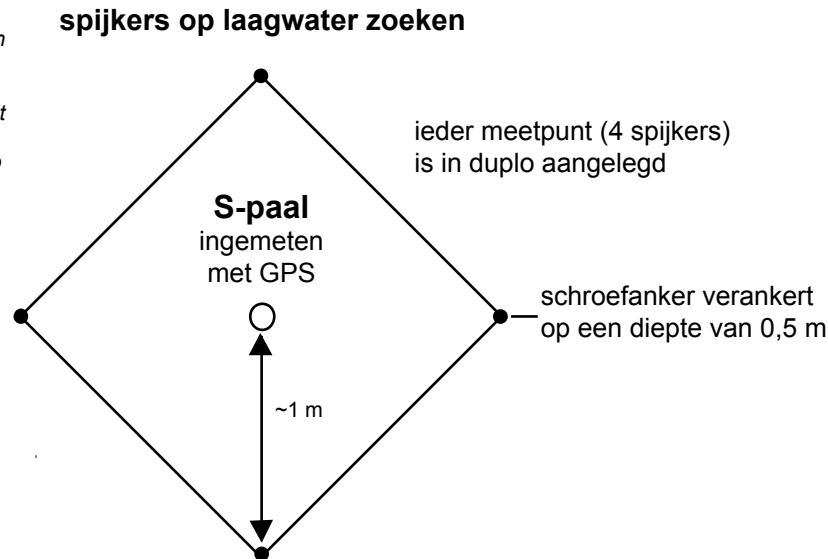 spijkers op laagwater zoeken
ieder meetpunt (4 spijkers)
is in duplo aangelegd
S-paal
ingemeten
met GPS
schroefanker verankert
op een diepte van 0,5 m
~1 m